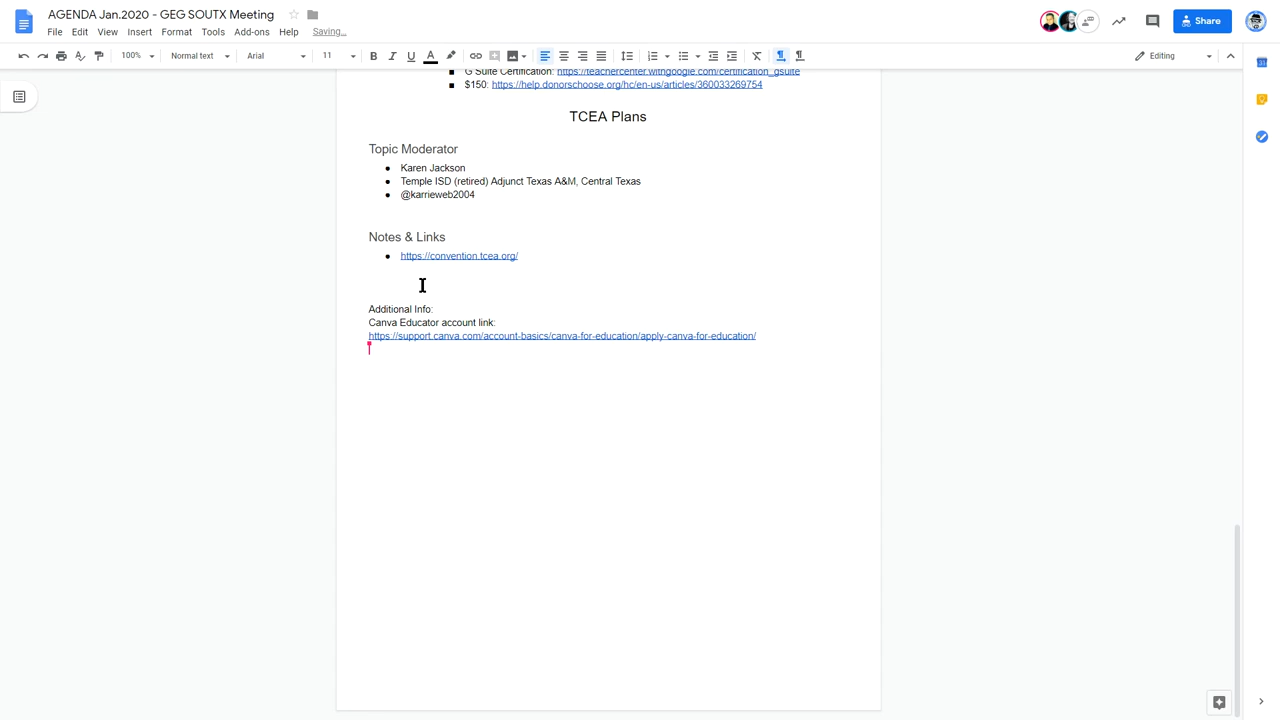 AGENDA Jan.2020 - GEG SOUTX Meeting
File Edit View Insert Format Tools Add-ons Help Saving...
Share
100% Normal text Arial 11 B I U A Editing
G Suite Certification: https://teachercenter.withgoogle.com/certification_gsuite
$150: https://help.donorschoose.org/hc/en-us/articles/360033269754
TCEA Plans
Topic Moderator
Karen Jackson
Temple ISD (retired) Adjunct Texas A&M, Central Texas
@karrieweb2004
Notes & Links
https://convention.tcea.org/
Additional Info:
Canva Educator account link:
https://support.canva.com/account-basics/canva-for-education/apply-canva-for-education/